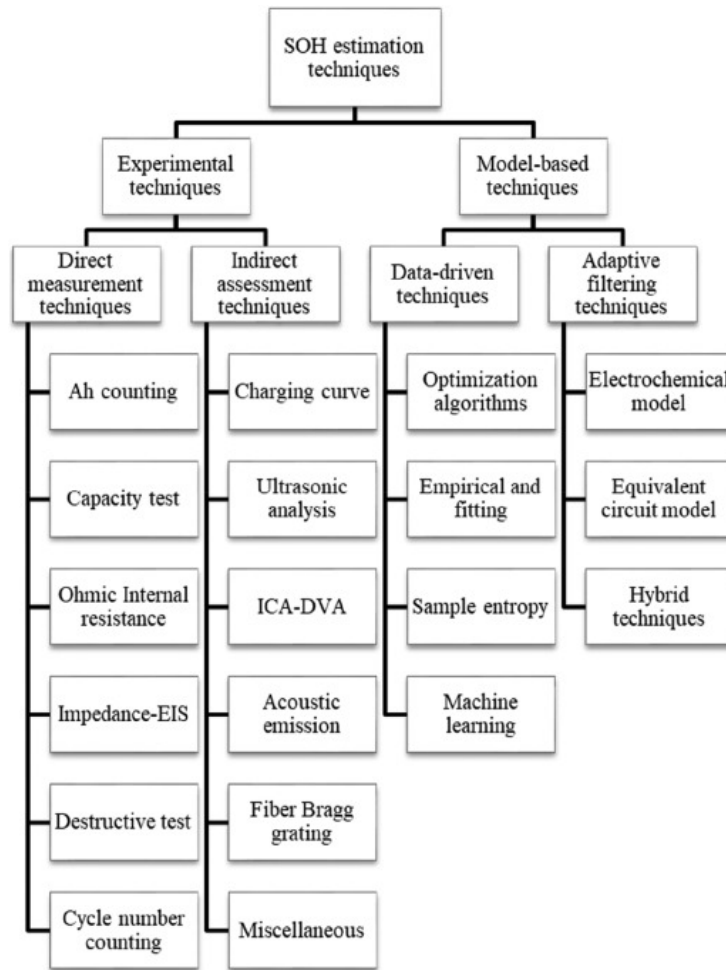 SOH estimation
techniques
Experimental
techniques
Model-based
techniques
Direct
measurement
techniques
Indirect
assessment
techniques
Data-driven
techniques
Adaptive
filtering
techniques
Ah counting
Capacity test
Ohmic Internal
resistance
Impedance-EIS
Destructive test
Cycle number
counting
Charging curve
Ultrasonic
analysis
ICA-DVA
Acoustic
emission
Fiber Bragg
grating
Miscellaneous
Optimization
algorithms
Empirical and
fitting
Sample entropy
Machine
learning
Electrochemical
model
Equivalent
circuit model
Hybrid
techniques